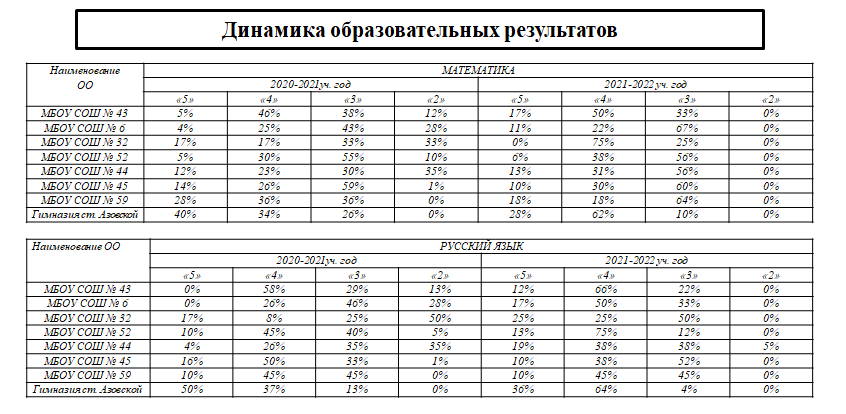 Динамика образовательных результатов
Наименование ОО МАТЕМАТИКА
2020-2021уч. год 2021-2022 уч. год
«5» «4» «3» «2» «5» «4» «3» «2»
МБОУ СОШ № 43 5% 46% 38% 12% 17% 50% 33% 0%
МБОУ СОШ № 6 4% 25% 43% 28% 11% 22% 67% 0%
МБОУ СОШ № 32 17% 17% 33% 33% 0% 75% 25% 0%
МБОУ СОШ № 52 5% 30% 55% 10% 6% 38% 56% 0%
МБОУ СОШ № 44 12% 23% 30% 35% 13% 31% 56% 0%
МБОУ СОШ № 45 14% 26% 59% 1% 10% 30% 60% 0%
МБОУ СОШ № 59 28% 36% 36% 0% 18% 18% 64% 0%
Гимназия ст. Азовской 40% 34% 26% 0% 28% 62% 10% 0%
Наименование ОО РУССКИЙ ЯЗЫК
2020-2021уч. год 2021-2022 уч. год
«5» «4» «3» «2» «5» «4» «3» «2»
МБОУ СОШ № 43 0% 58% 29% 13% 12% 66% 22% 0%
МБОУ СОШ № 6 0% 26% 46% 28% 17% 50% 33% 0%
МБОУ СОШ № 32 17% 8% 25% 50% 25% 25% 50% 0%
МБОУ СОШ № 52 10% 45% 40% 5% 13% 75% 12% 0%
МБОУ СОШ № 44 4% 26% 35% 35% 19% 38% 38% 5%
МБОУ СОШ № 45 16% 50% 33% 1% 10% 38% 52% 0%
МБОУ СОШ № 59 10% 45% 45% 0% 10% 45% 45% 0%
Гимназия ст. Азовской 50% 37% 13% 0% 36% 64% 4% 0%